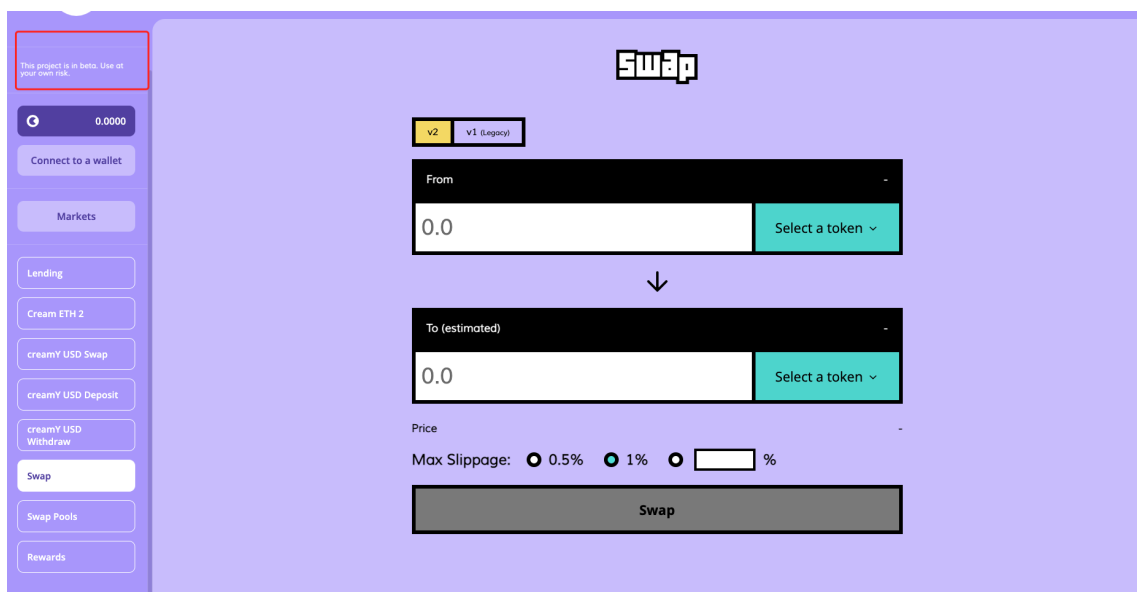 This project is in beta. Use at
your own risk.
0.0000
Connect to a wallet
Markets
Lending
Cream ETH 2
creamY USD Swap
creamY USD Deposit
creamY USD
Withdraw
Swap
Swap Pools
Rewards
swap
v2 v1 (Legacy)
From -
0.0 Select a token
To (estimated) -
0.0 Select a token
Price -
Max Slippage: 0.5% 1% %
Swap